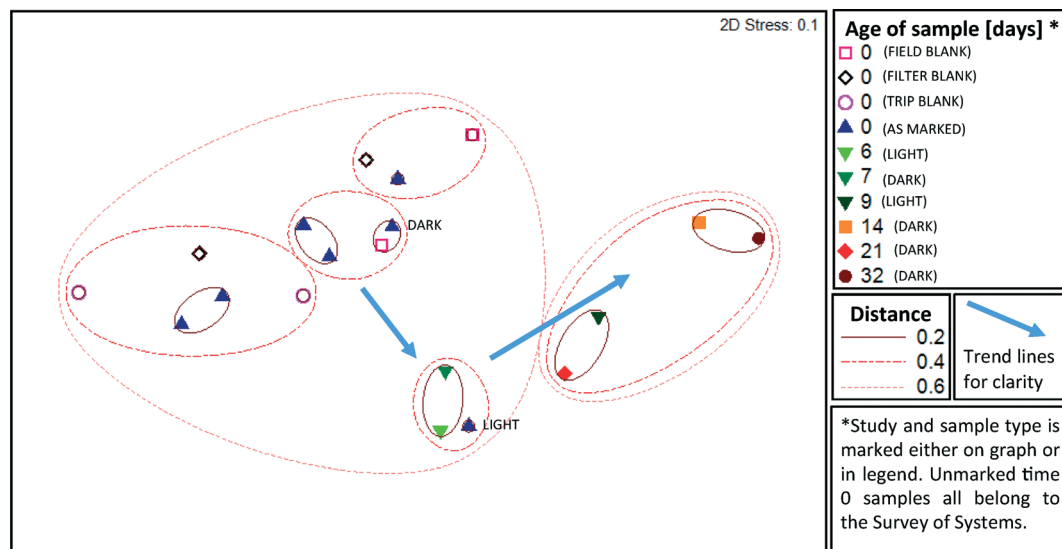 2D Stress: 0.1
DARK
LIGHT
Age of sample [days] *
0 (FIELD BLANK)
0 (FILTER BLANK)
0 (TRIP BLANK)
0 (AS MARKED)
6 (LIGHT)
7 (DARK)
9 (LIGHT)
14 (DARK)
21 (DARK)
32 (DARK)
Distance
0.2
0.4
0.6
Trend lines
for clarity
*Study and sample type is
marked either on graph or
in legend. Unmarked time
0 samples all belong to
the Survey of Systems.